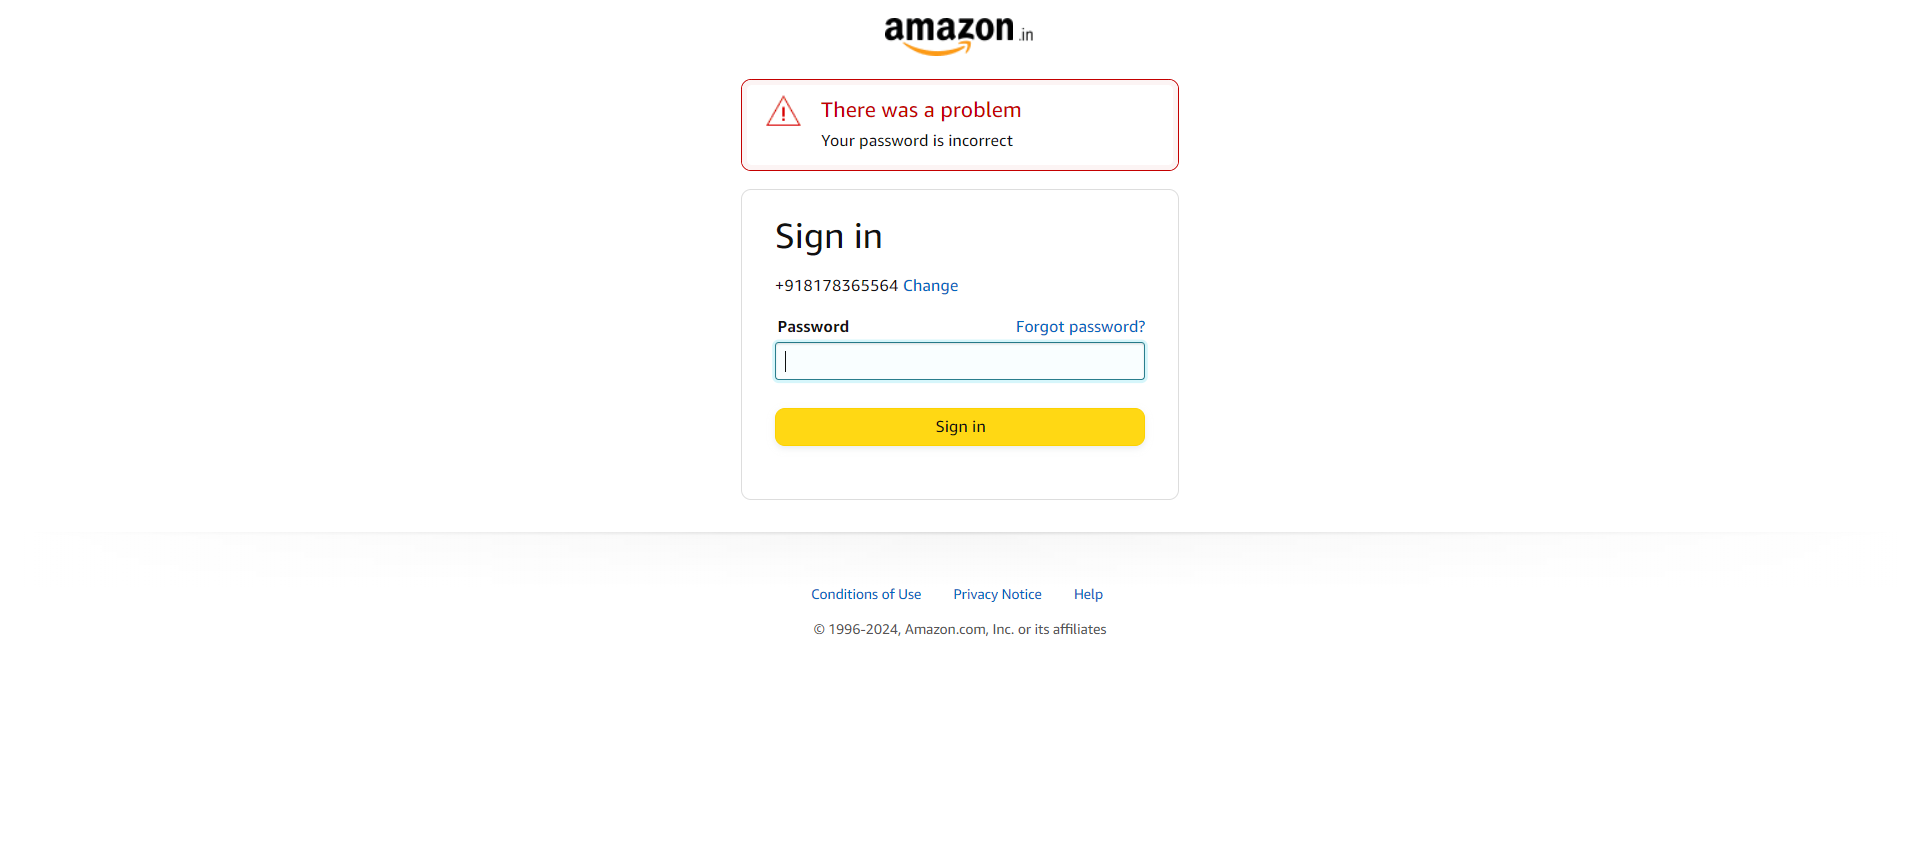 amazon.in
There was a problem
Your password is incorrect
Sign in
+918178365564 Change
Password Forgot password?
Sign in
Conditions of Use Privacy Notice Help
© 1996-2024, Amazon.com, Inc. or its affiliates